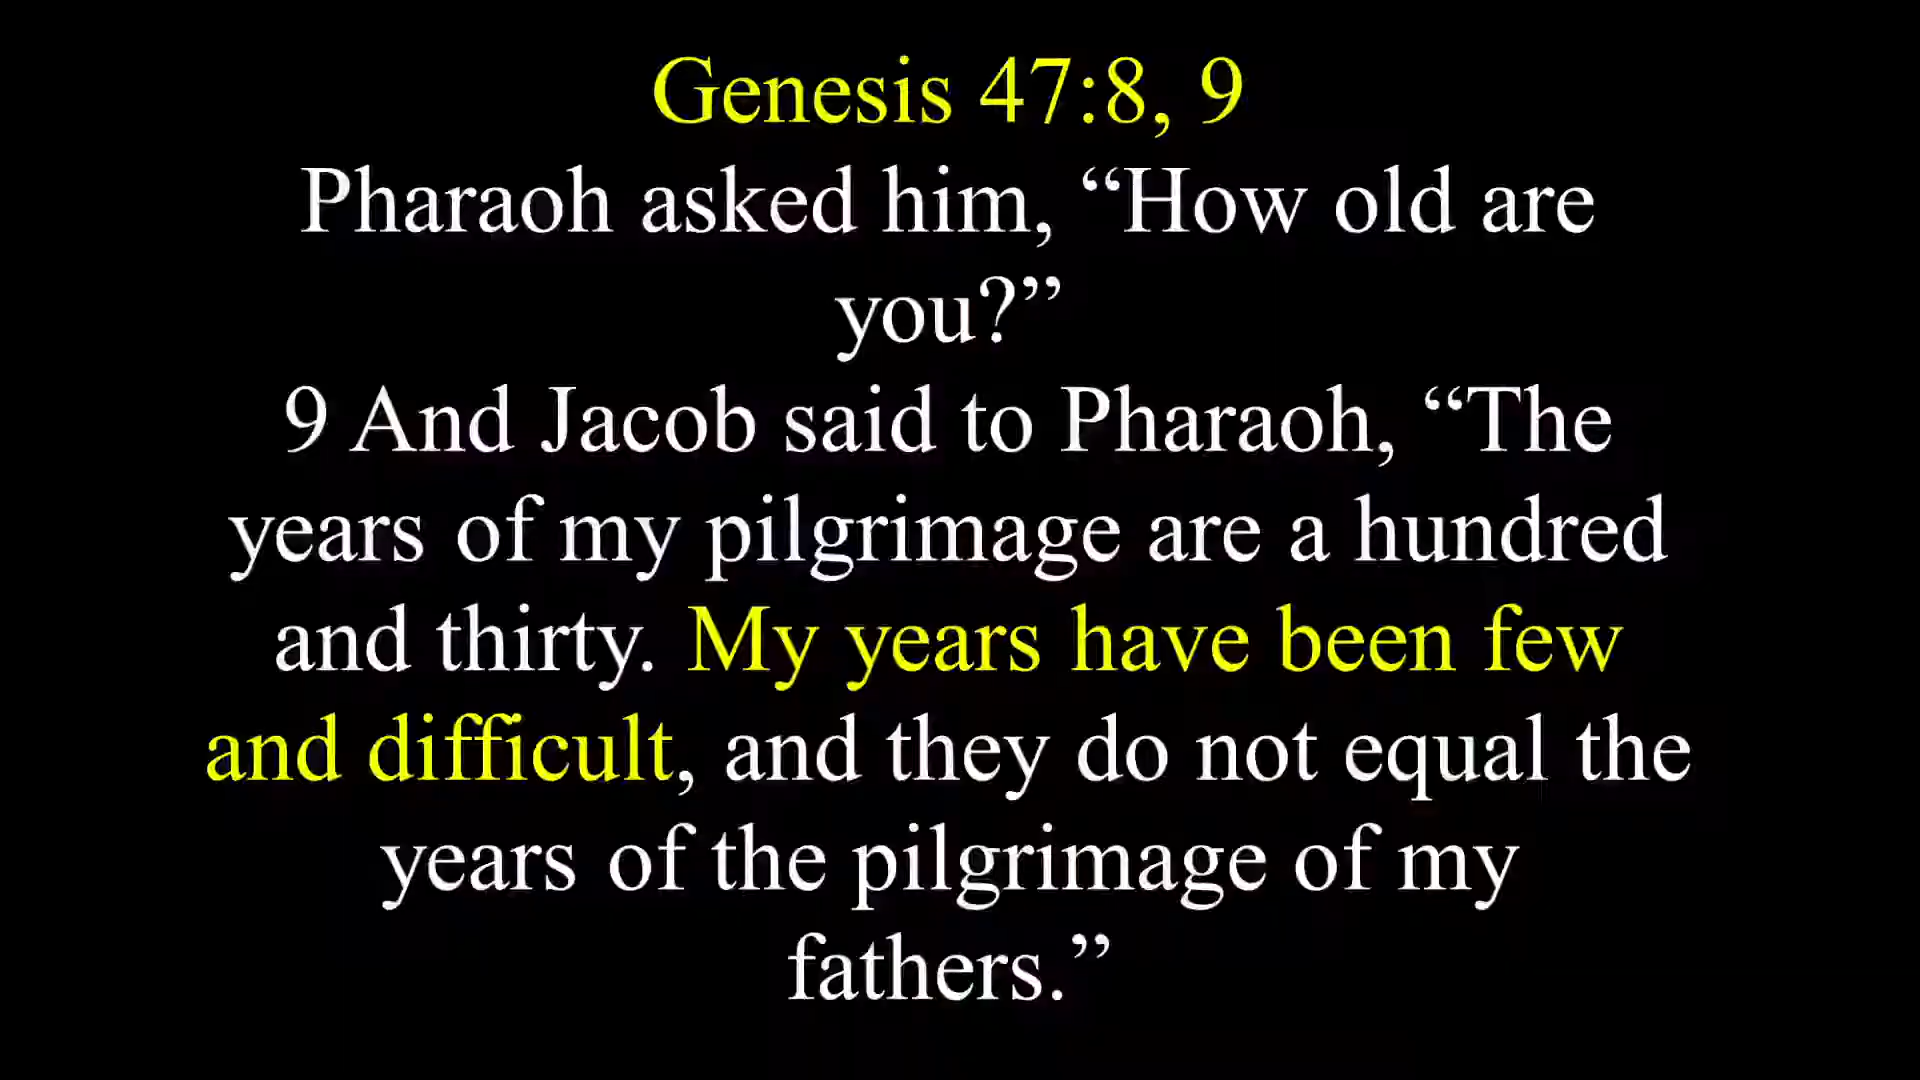 Genesis 47:8, 9
Pharaoh asked him, “How old are
you?”
9 And Jacob said to Pharaoh, “The
years of my pilgrimage are a hundred
and thirty. My years have been few
and difficult, and they do not equal the
years of the pilgrimage of my
fathers.”